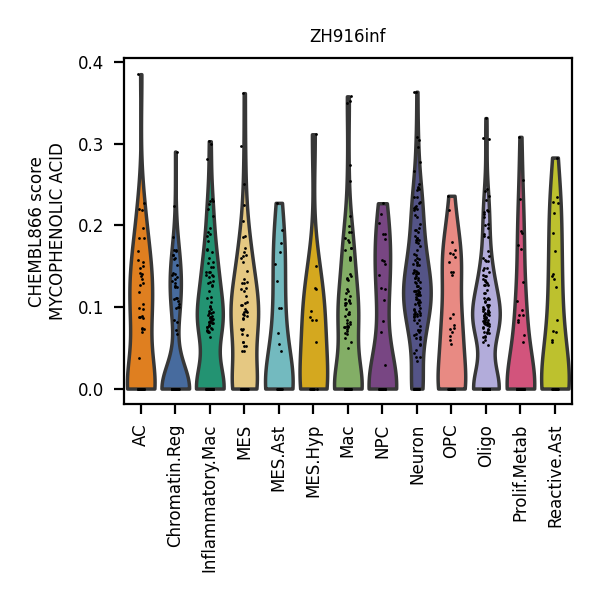 ZH916inf
CHEMBL866 score
MYCOPHENOLIC ACID
0.4
0.3
0.2
0.1
0.0
AC
Chromatin.Reg
Inflammatory.Mac
MES
MES.Ast
MES.Hyp
Mac
NPC
Neuron
OPC
Oligo
Prolif.Metab
Reactive.Ast